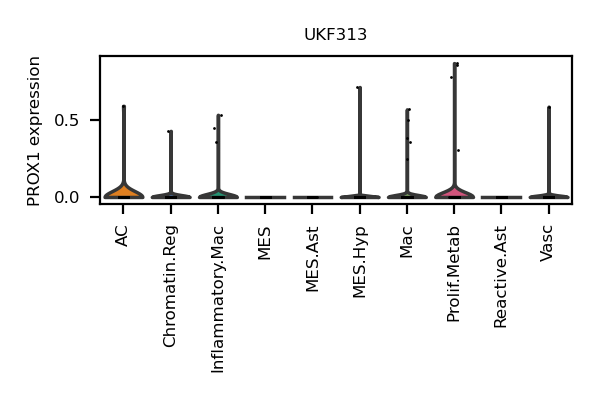 UKF313
PROX1 expression
0.5
0.0
AC
Chromatin.Reg
Inflammatory.Mac
MES
MES.Ast
MES.Hyp
Mac
Prolif.Metab
Reactive.Ast
Vasc